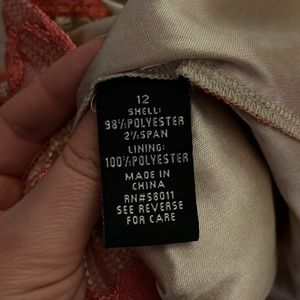 12
SHELL:
98%POLYESTER
2%SPAN
LINING:
100%POLYESTER
MADE IN
CHINA
RN#58011
SEE REVERSE
FOR CARE